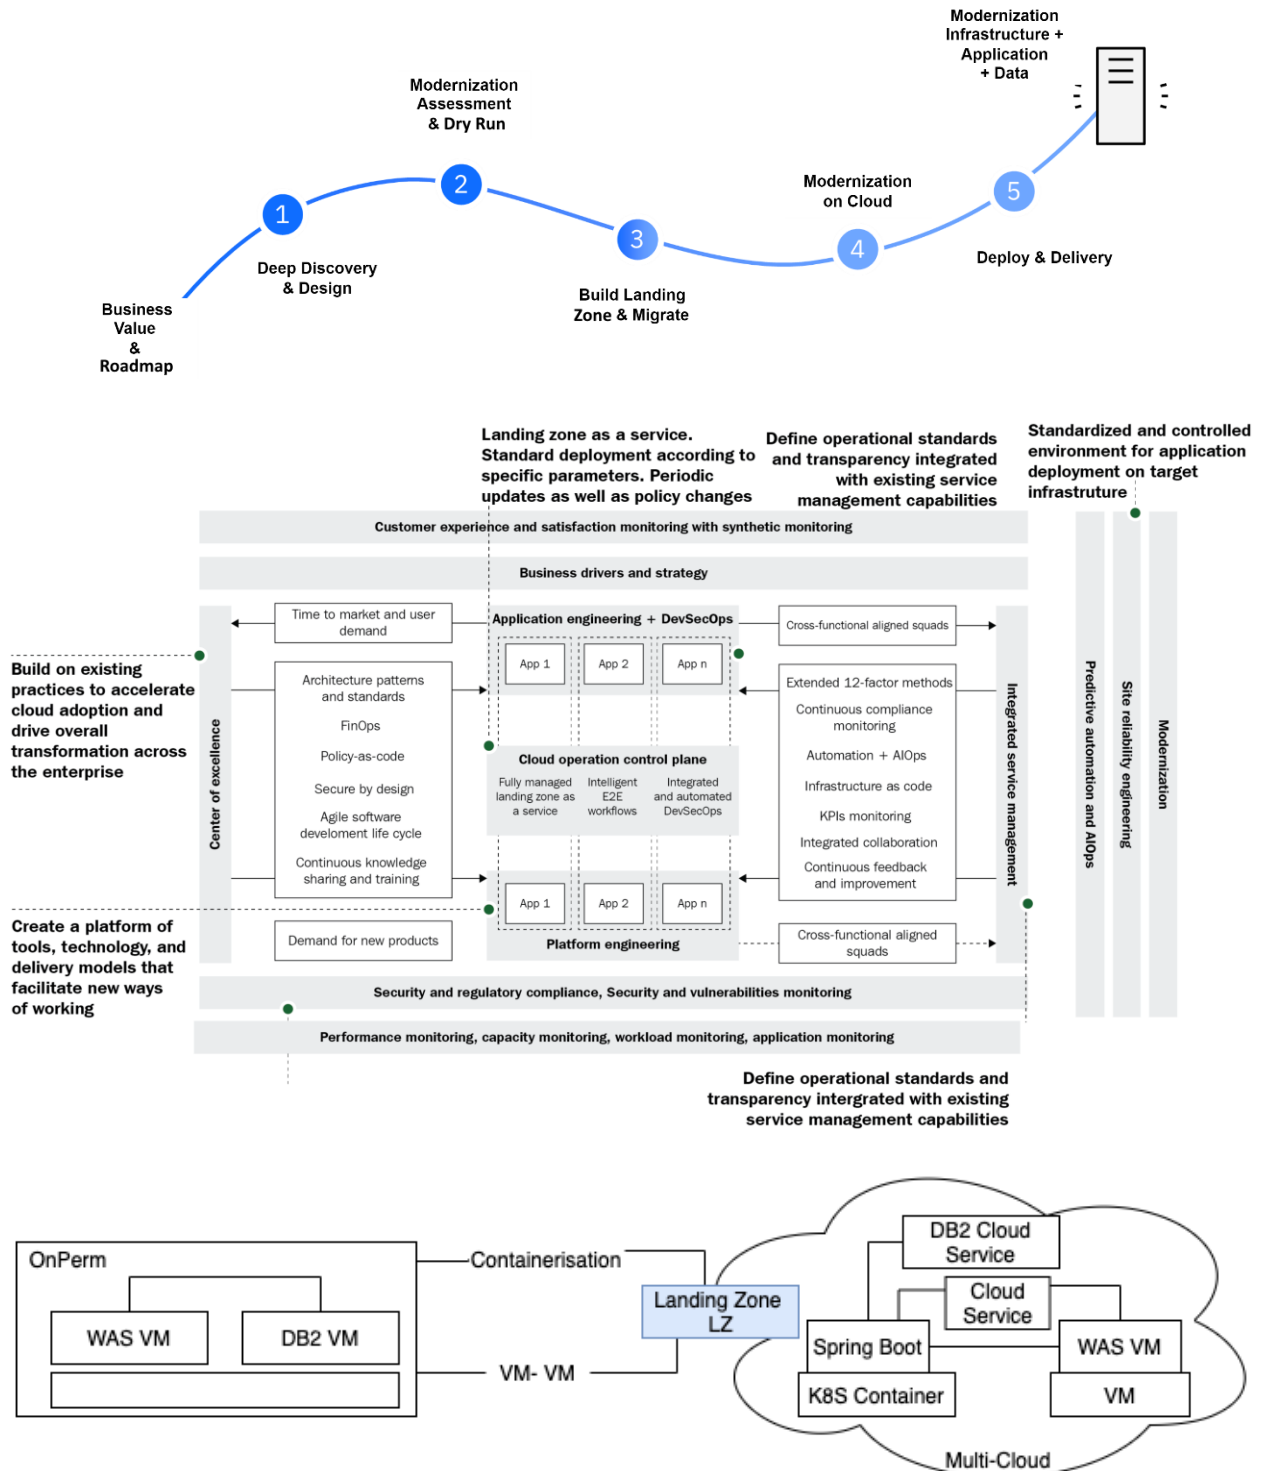 Modernization
Infrastructure +
Application
+ Data
Modernization
Assessment
& Dry Run
1
2
3
4
5
Modernization
on Cloud
Deep Discovery
& Design
Deploy & Delivery
Build Landing
Zone & Migrate
Business
Value
&
Roadmap
Landing zone as a service.
Standard deployment according to
specific parameters. Periodic
updates as well as policy changes
Define operational standards
and transparency integrated
with existing service
management capabilities
Standardized and controlled
environment for application
deployment on target
infrastruture
Customer experience and satisfaction monitoring with synthetic monitoring
Business drivers and strategy
Build on existing
practices to accelerate
cloud adoption and
drive overall
transformation across
the enterprise
Create a platform of
tools, technology, and
delivery models that
facilitate new ways
of working
Center of excellence
Time to market and user
demand
Architecture patterns
and standards
FinOps
Policy-as-code
Secure by design
Agile software
develoment life cycle
Continuous knowledge
sharing and training
Demand for new products
Application engineering + DevSecOps
App 1
App 2
App n
Cloud operation control plane
Fully managed
landing zone as
a service
Intelligent
E2E
workflows
Integrated
and automated
DevSecOps
App 1
App 2
App n
Platform engineering
Cross-functional aligned squads
Extended 12-factor methods
Continuous compliance
monitoring
Automation + AIOps
Infrastructure as code
KPIs monitoring
Integrated collaboration
Continuous feedback
and improvement
Cross-functional aligned
squads
Integrated service management
Predictive automation and AIOps
Site reliability engineering
Modernization
Security and regulatory compliance, Security and vulnerabilities monitoring
Performance monitoring, capacity monitoring, workload monitoring, application monitoring
Define operational standards and
transparency intergrated with existing
service management capabilities
OnPerm
WAS VM
DB2 VM
Containerisation
VM- VM
Landing Zone
LZ
DB2 Cloud
Service
Cloud
Service
Spring Boot
K8S Container
WAS VM
VM
Multi-Cloud